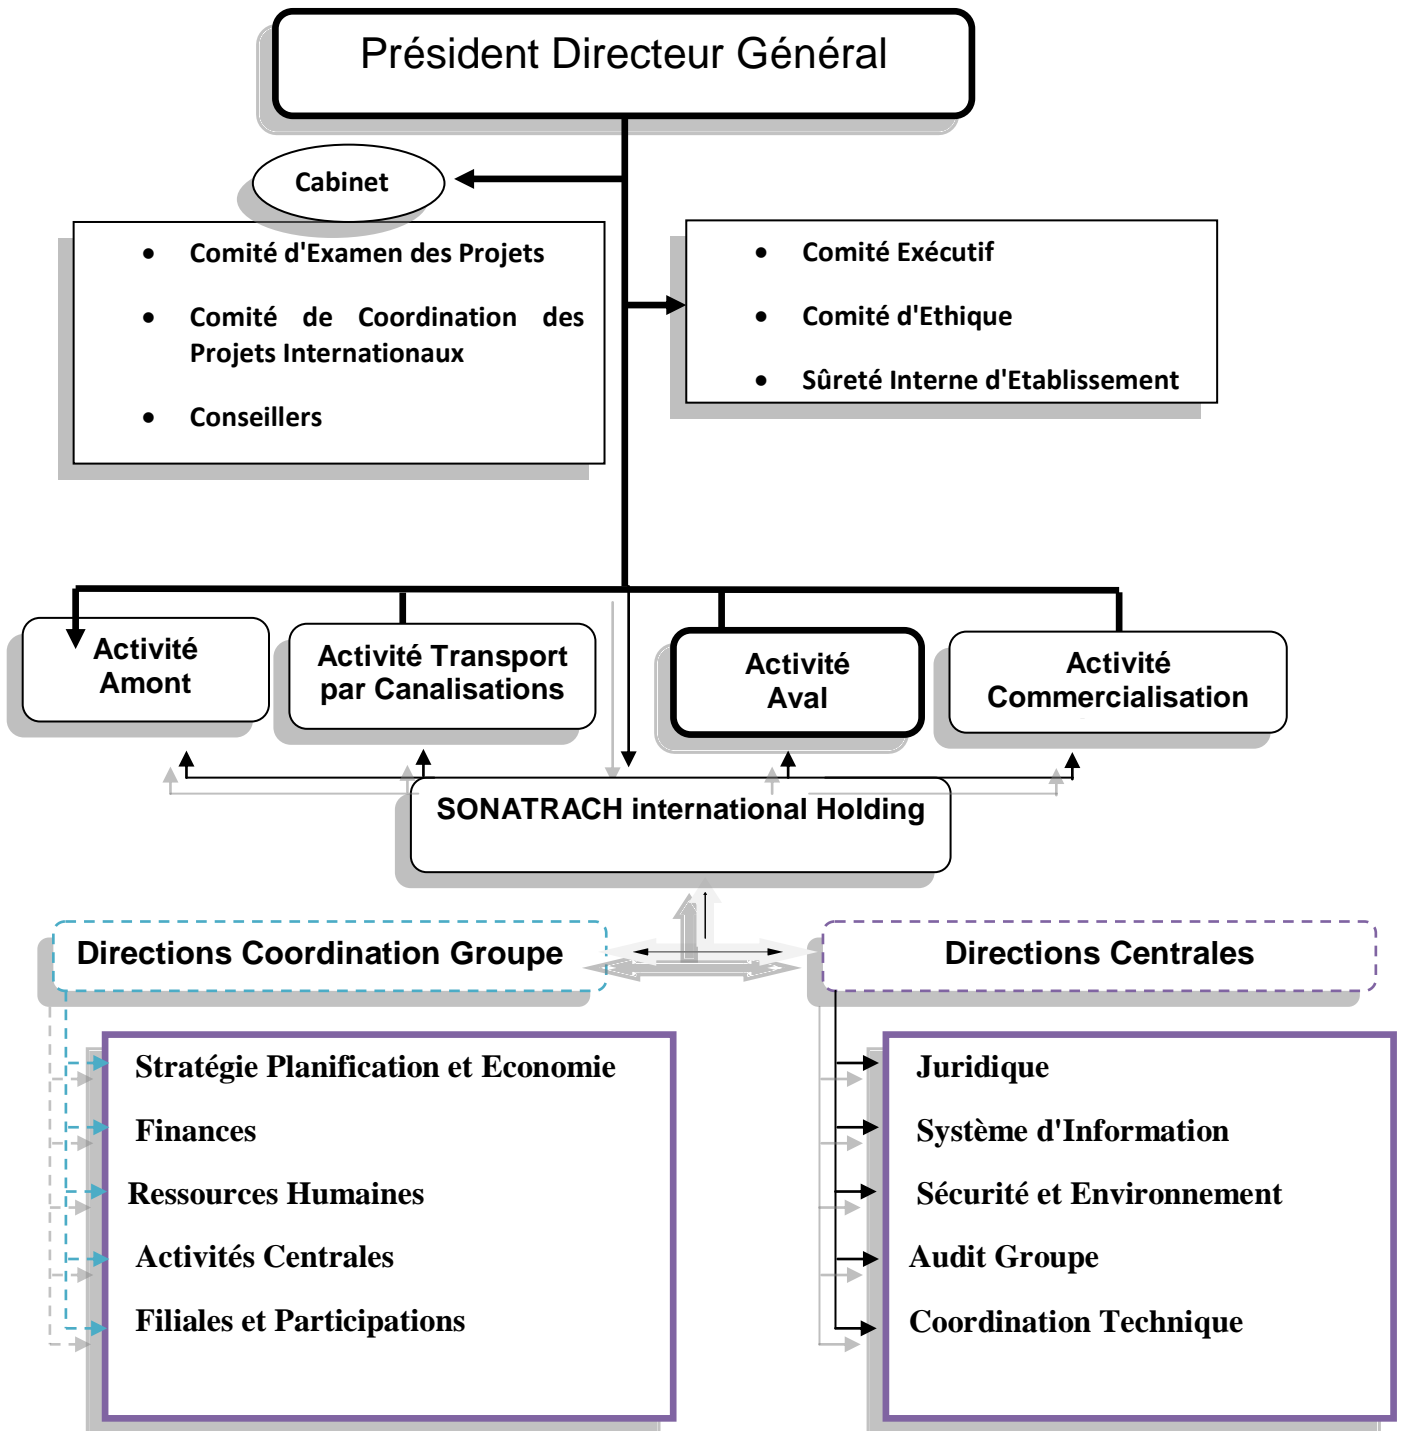 Président Directeur Général
Cabinet
• Comité d'Examen des Projets
• Comité de Coordination des
Projets Internationaux
• Conseillers
• Comité Exécutif
• Comité d'Ethique
• Sûreté Interne d'Etablissement
Activité
Amont
Activité Transport
par Canalisations
Activité
Aval
Activité
Commercialisation
SONATRACH international Holding
Directions Coordination Groupe
Directions Centrales
Stratégie Planification et Economie
Finances
Ressources Humaines
Activités Centrales
Filiales et Participations
Juridique
Système d'Information
Sécurité et Environnement
Audit Groupe
Coordination Technique